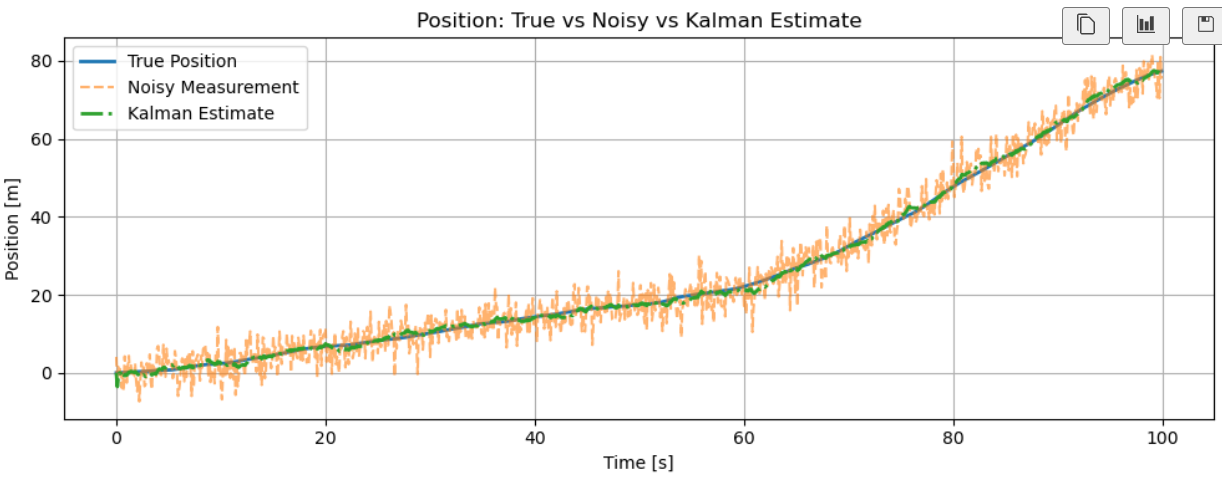 Position: True vs Noisy vs Kalman Estimate
True Position
Noisy Measurement
Kalman Estimate
Position [m]
80
60
40
20
0
0 20 40 60 80 100
Time [s]